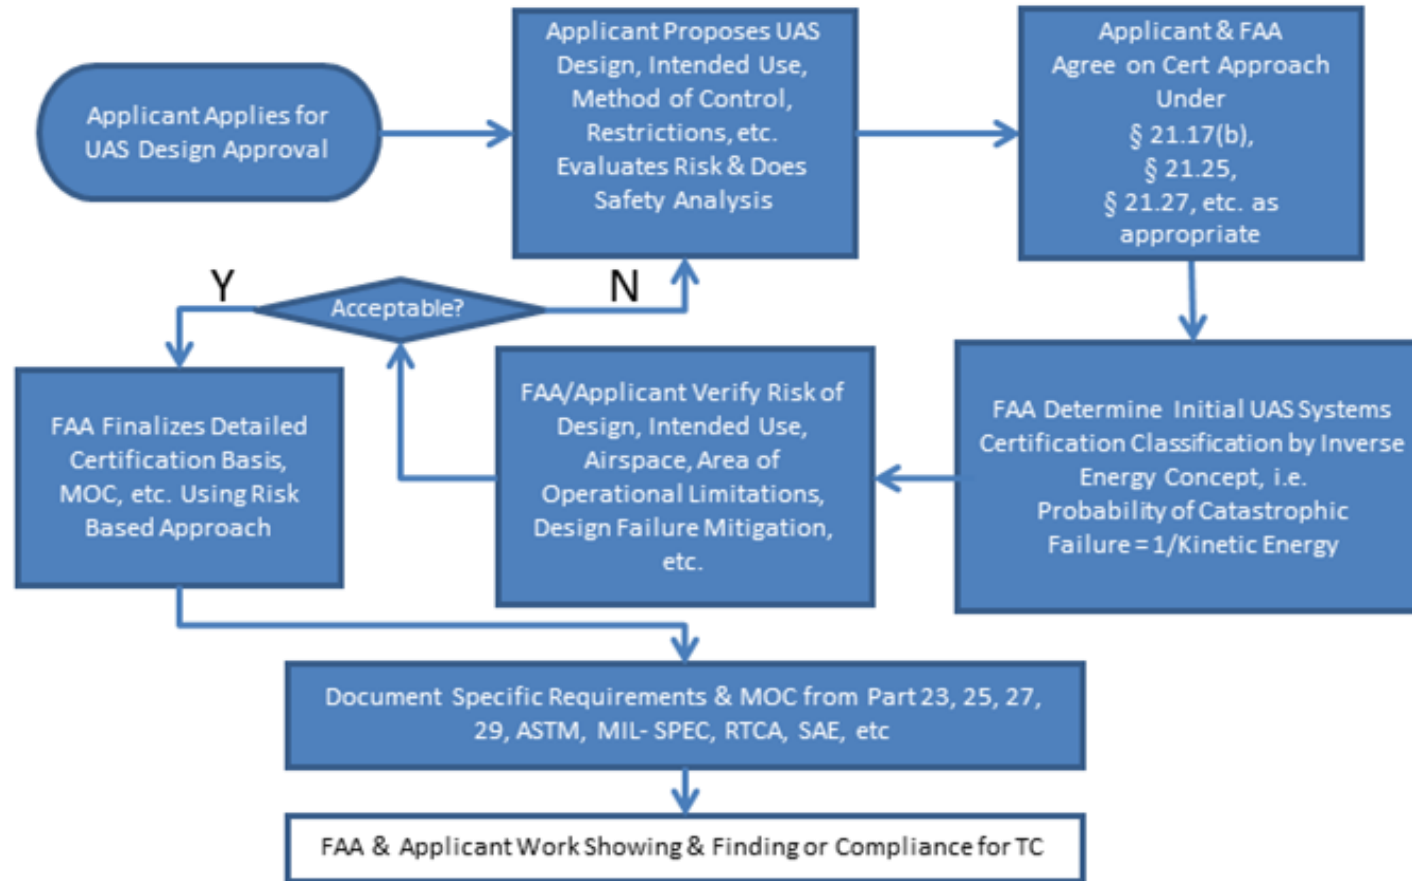 Applicant Applies for
UAS Design Approval
Applicant Proposes UAS
Design, Intended Use,
Method of Control,
Restrictions, etc.
Evaluates Risk & Does
Safety Analysis
Applicant & FAA
Agree on Cert Approach
Under
§ 21.17(b),
§ 21.25,
§ 21.27, etc. as
appropriate
FAA Determine Initial UAS Systems
Certification Classification by Inverse
Energy Concept, i.e.
Probability of Catastrophic
Failure = 1/Kinetic Energy
FAA/Applicant Verify Risk of
Design, Intended Use,
Airspace, Area of
Operational Limitations,
Design Failure Mitigation,
etc.
Acceptable?
Y
N
FAA Finalizes Detailed
Certification Basis,
MOC, etc. Using Risk
Based Approach
Document Specific Requirements & MOC from Part 23, 25, 27,
29, ASTM, MIL- SPEC, RTCA, SAE, etc
FAA & Applicant Work Showing & Finding or Compliance for TC